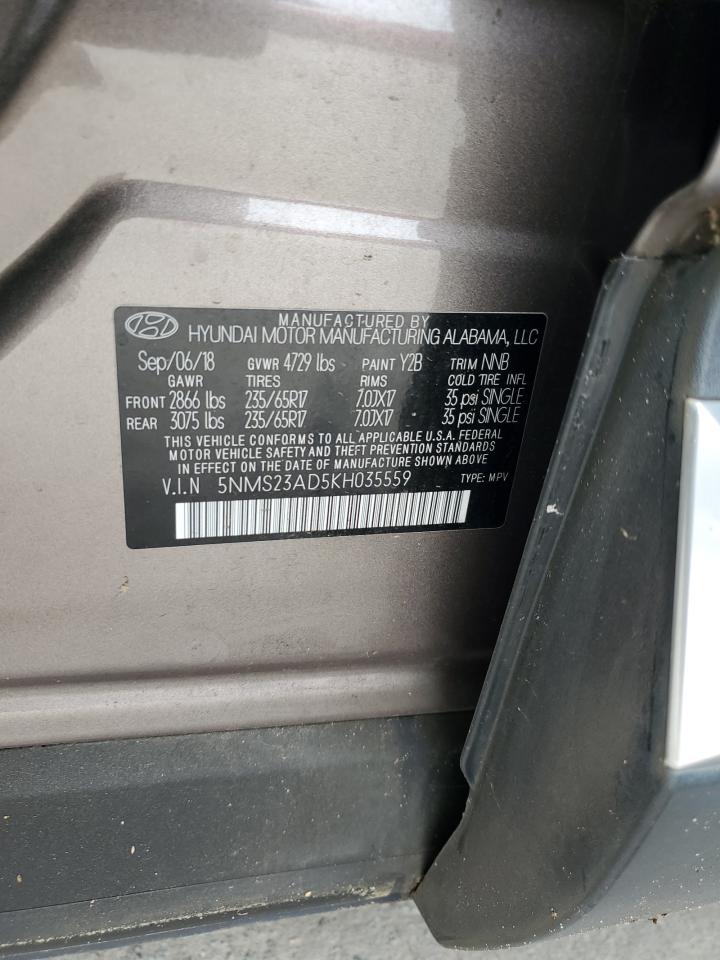 MANUFACTURED BY
HYUNDAI MOTOR MANUFACTURING ALABAMA, LLC
Sep/06/18 GVWR 4729 lbs PAINT Y2B TRIM NNB
GAWR TIRES RIMS COLD TIRE INFL
FRONT 2866 lbs 235/65R17 7.0JX17 35 psi SINGLE
REAR 3075 lbs 235/65R17 7.0JX17 35 psi SINGLE
THIS VEHICLE CONFORMS TO ALL APPLICABLE U.S.A. FEDERAL
MOTOR VEHICLE SAFETY AND THEFT PREVENTION STANDARDS
IN EFFECT ON THE DATE OF MANUFACTURE SHOWN ABOVE
V.I.N 5NMS23AD5KH035559 TYPE: MPV